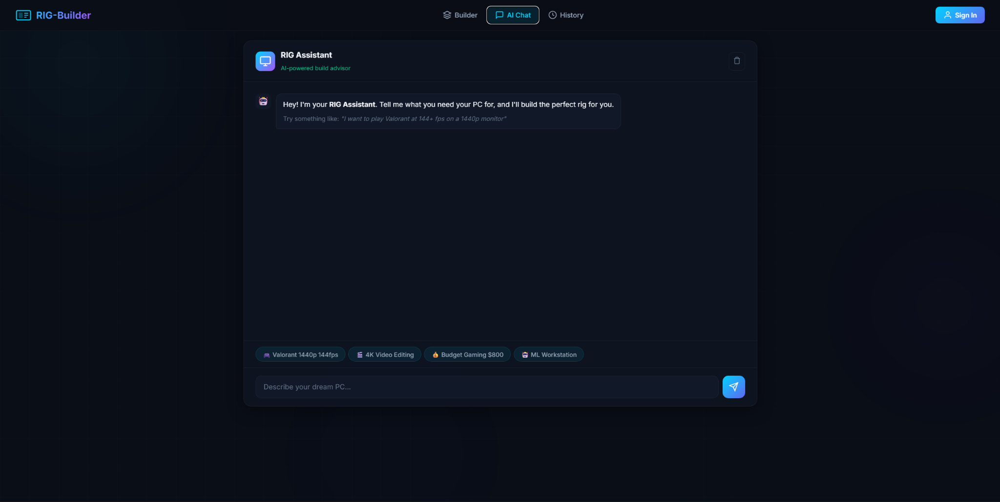 RIG-Builder
Builder
AI Chat
History
Sign In
RIG Assistant
AI-powered build advisor
Hey! I'm your RIG Assistant. Tell me what you need your PC for, and I'll build the perfect rig for you.
Try something like: "I want to play Valorant at 144+ fps on a 1440p monitor"
Valorant 1440p 144fps
4K Video Editing
Budget Gaming $800
ML Workstation
Describe your dream PC...